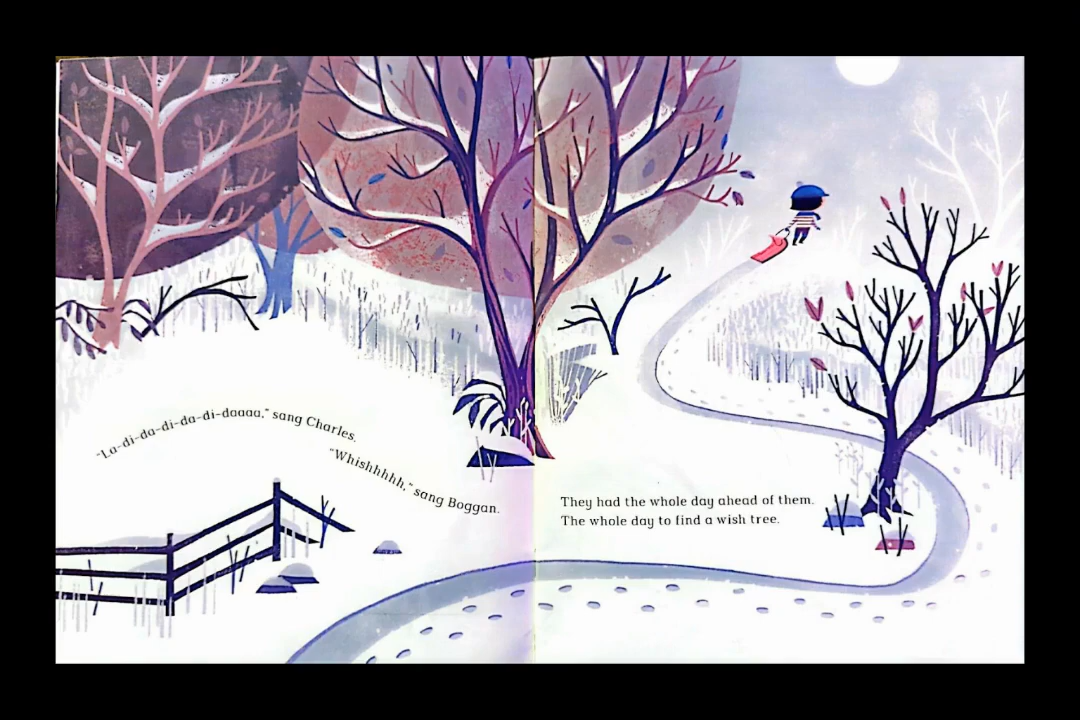 "La-di-da-di-da-di-daaaa," sang Charles.
"Whishhhhh," sang Boggan.
They had the whole day ahead of them.
The whole day to find a wish tree.